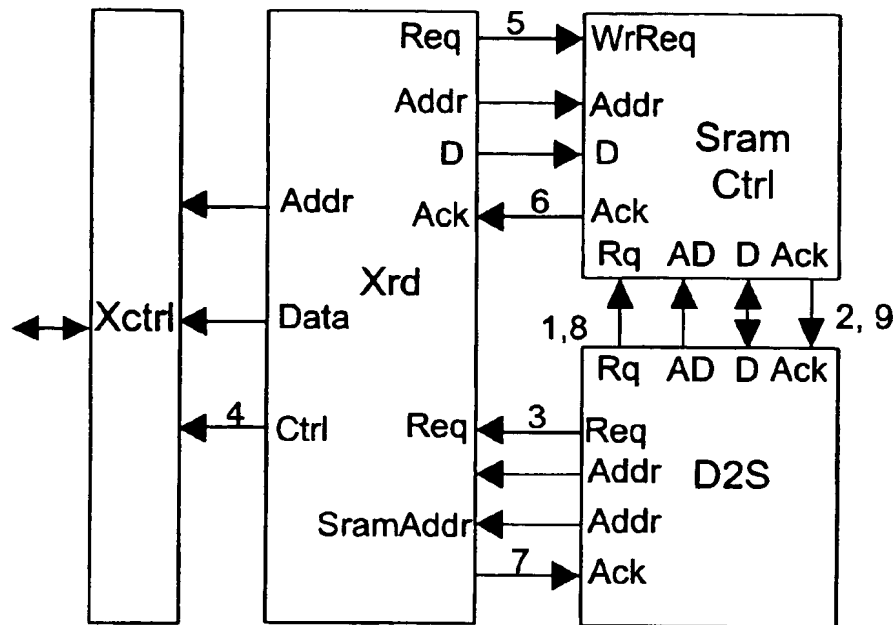 Req 5 WrReq
Addr Addr
D D
Sram
Ctrl
Addr Ack 6 Ack
Rq AD D Ack
Xrd
Xctrl Data 1,8 2, 9
Rq AD D Ack
4 Ctrl Req 3 Req
Addr D2S
SramAddr Addr
7 Ack